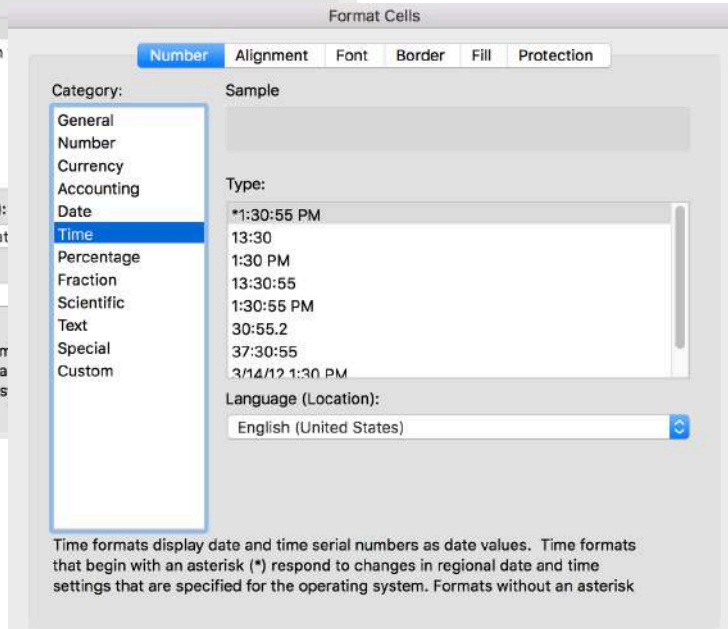 Format Cells
Number Alignment Font Border Fill Protection
Category:
General
Number
Currency
Accounting
Date
Time
Percentage
Fraction
Scientific
Text
Special
Custom
Sample
Type:
*1:30:55 PM
13:30
1:30 PM
13:30:55
1:30:55 PM
30:55.2
37:30:55
3/14/12 1:30 PM
Language (Location):
English (United States)
Time formats display date and time serial numbers as date values. Time formats
that begin with an asterisk (*) respond to changes in regional date and time
settings that are specified for the operating system. Formats without an asterisk